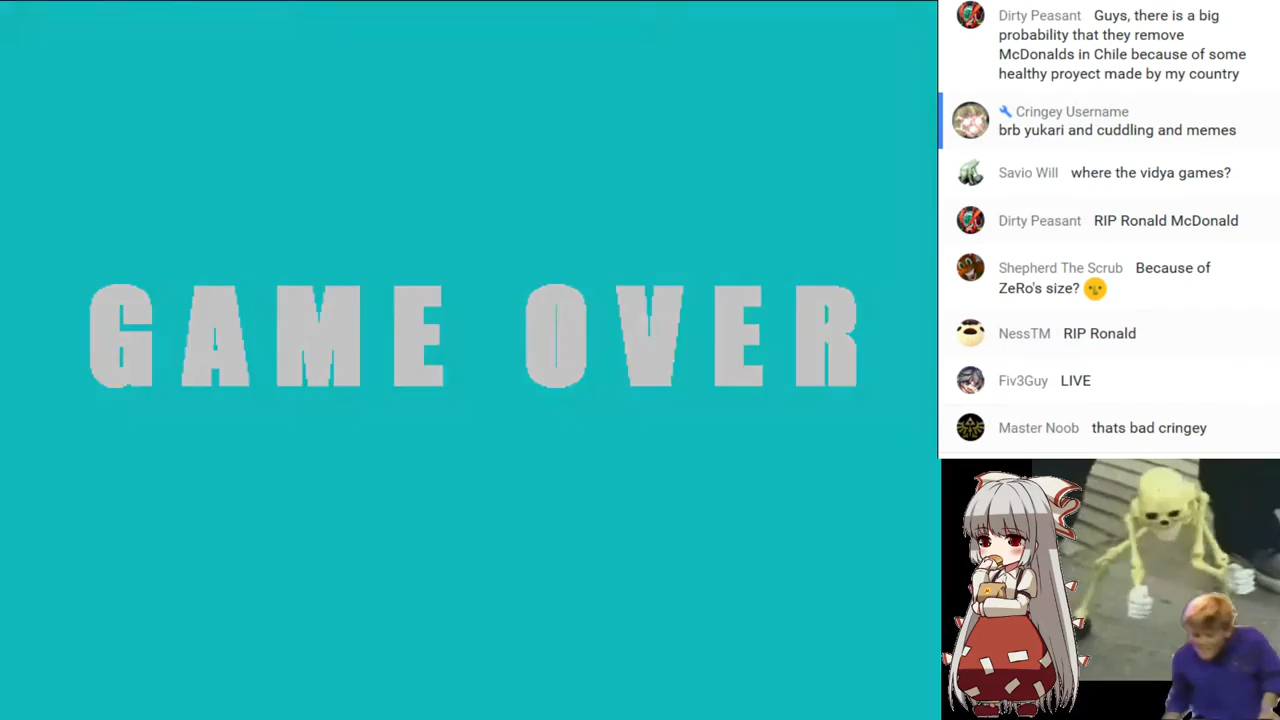 GAME OVER
Dirty Peasant Guys, there is a big
probability that they remove
McDonalds in Chile because of some
healthy proyect made by my country
Cringey Username
brb yukari and cuddling and memes
Savio Will where the vidya games?
Dirty Peasant RIP Ronald McDonald
Shepherd The Scrub Because of
ZeRo's size?
NessTM RIP Ronald
Fiv3Guy LIVE
Master Noob thats bad cringey